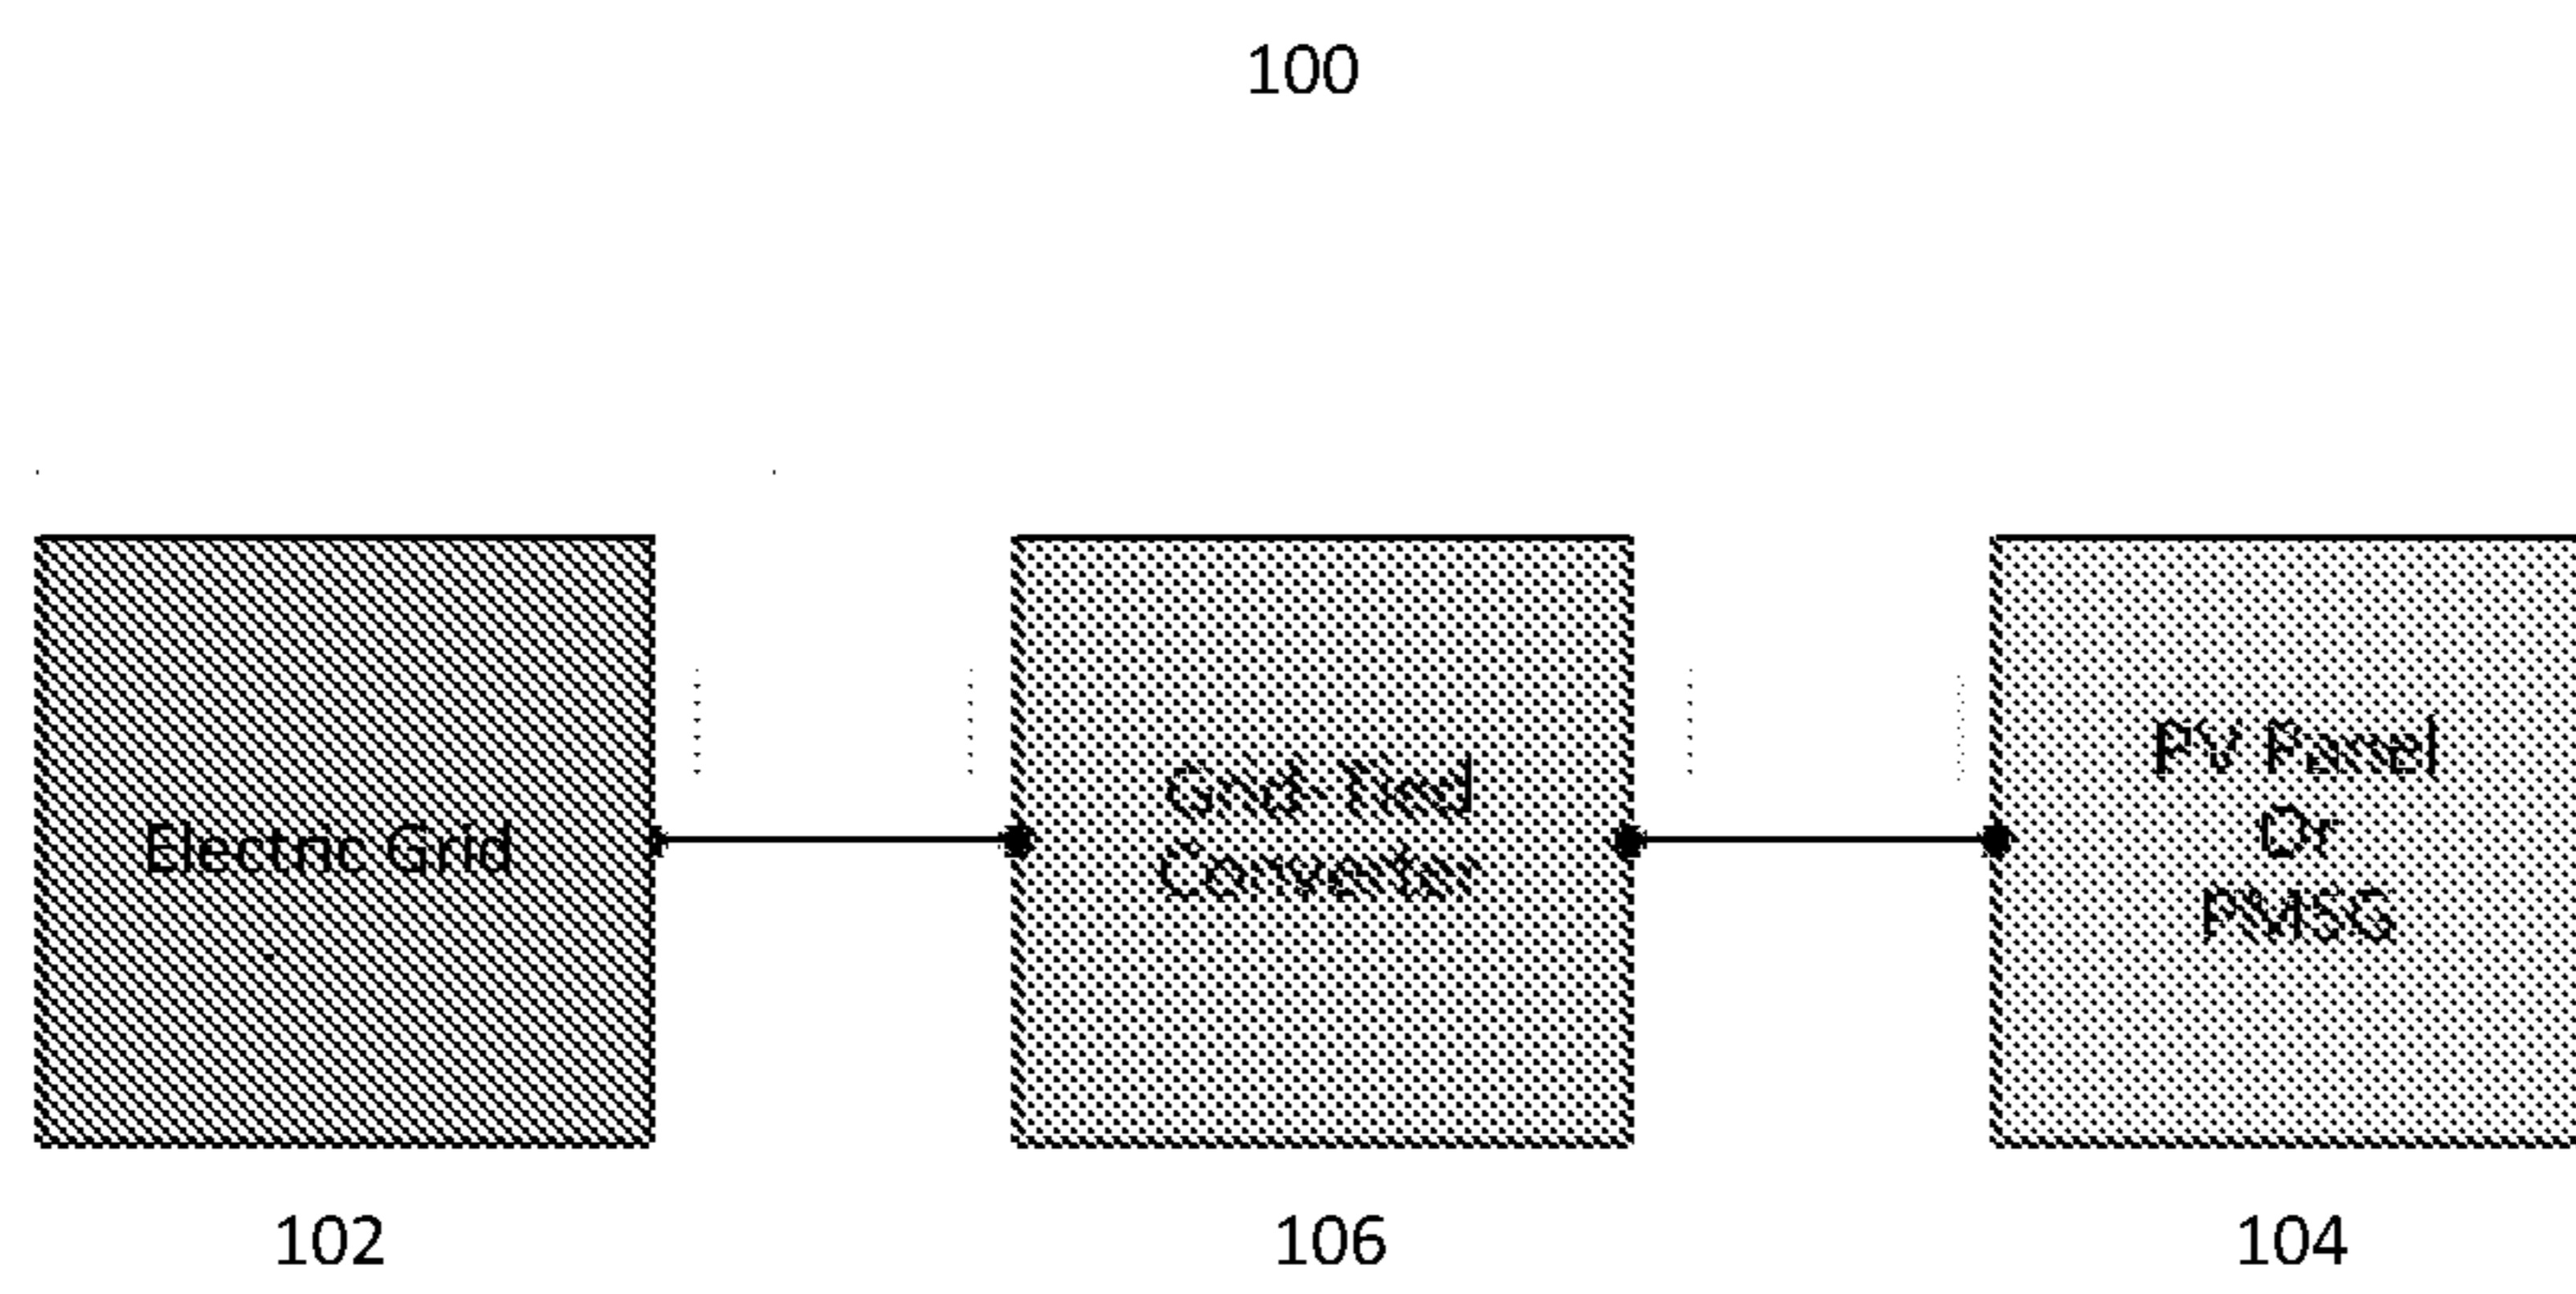 100
Electric Grid
Grid-Tied
Converter
PV Panel
Or
PMSG
102
106
104